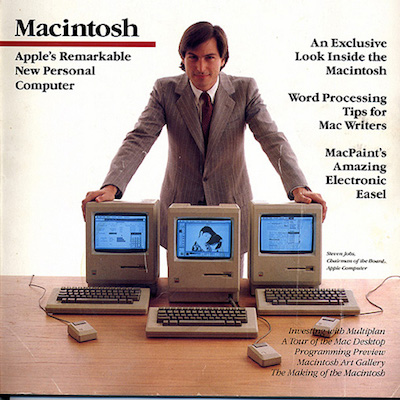 Macintosh
Apple's Remarkable
New Personal
Computer
An Exclusive
Look Inside the
Macintosh
Word Processing
Tips for
Mac Writers
MacPaint's
Amazing
Electronic
Easel
Steven Jobs,
Chairman of the Board,
Apple Computer
Investing with Multiplan
A Tour of the Mac Desktop
Programming Preview
Macintosh Art Gallery
The Making of the Macintosh